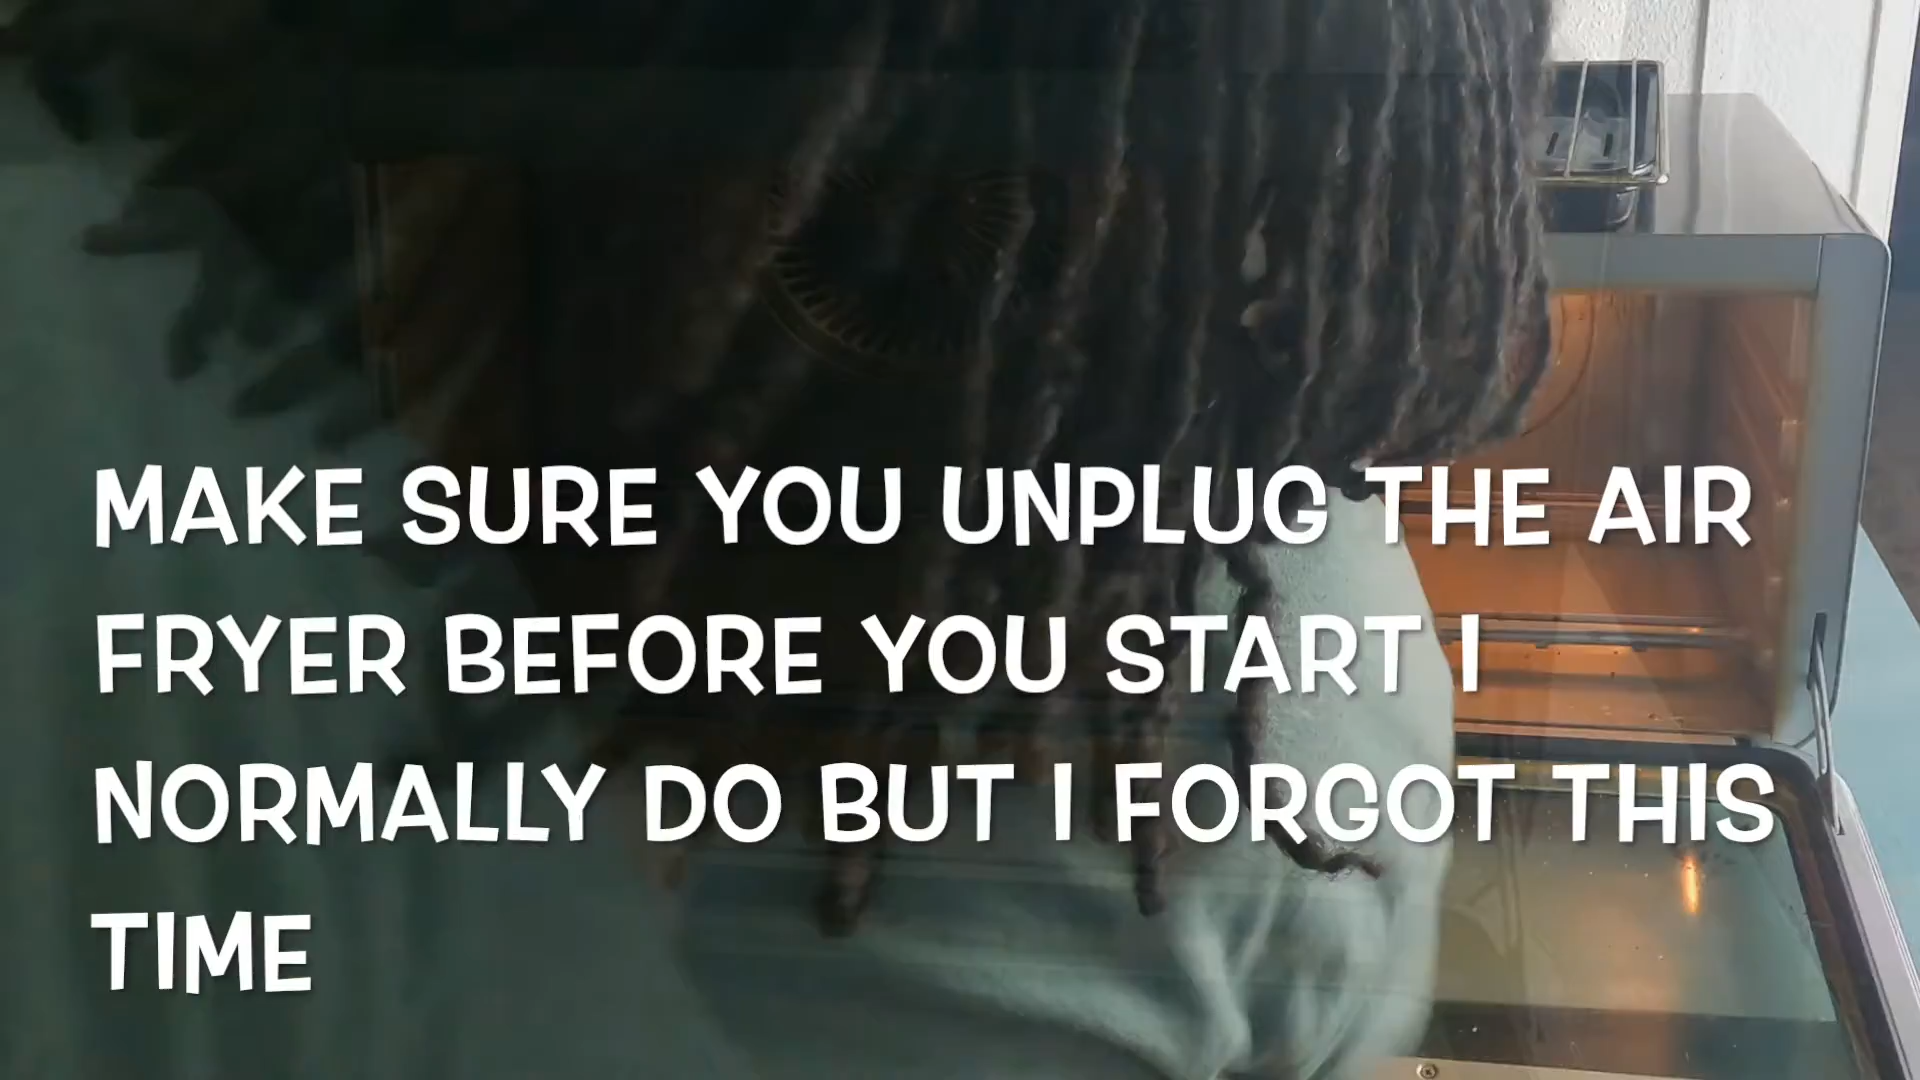 MAKE SURE YOU UNPLUG THE AIR
FRYER BEFORE YOU START I
NORMALLY DO BUT I FORGOT THIS
TIME